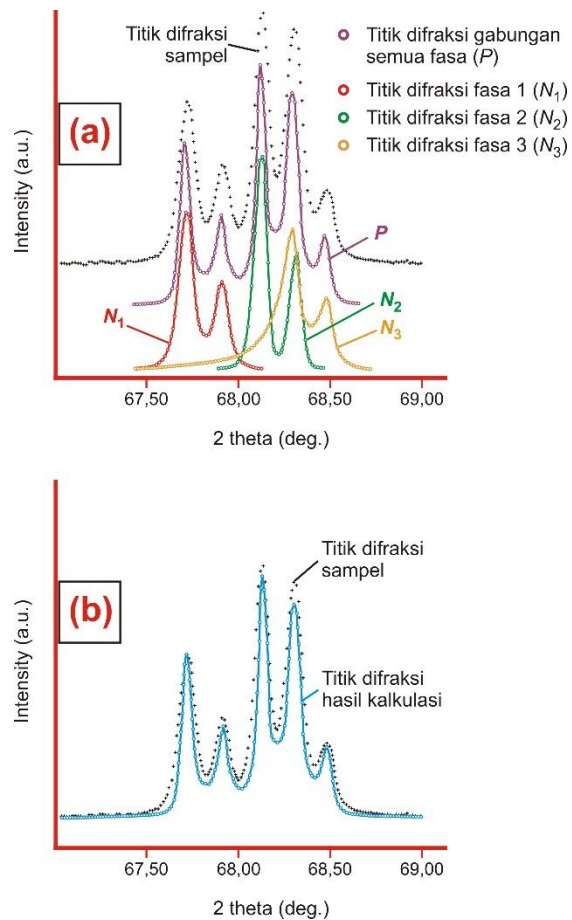 Titik difraksi
sampel
Titik difraksi gabungan
semua fasa (P)
Titik difraksi fasa 1 (N₁)
Titik difraksi fasa 2 (N₂)
Titik difraksi fasa 3 (N₃)
(a)
Intensity (a.u.)
P
N₁
N₂
N₃
67,50 68,00 68,50 69,00
2 theta (deg.)
(b)
Titik difraksi
sampel
Intensity (a.u.)
Titik difraksi
hasil kalkulasi
67,50 68,00 68,50 69,00
2 theta (deg.)